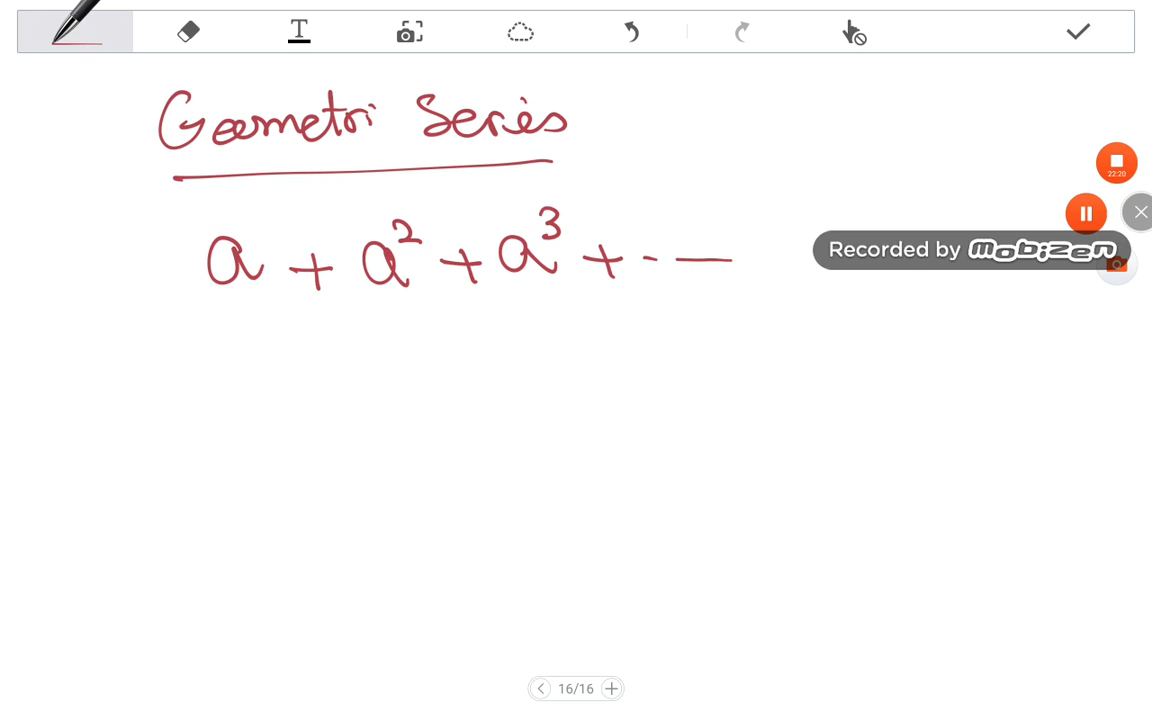 T
Geometri Series
22:20
a + a² + a³ + - —
Recorded by mobizen
16/16